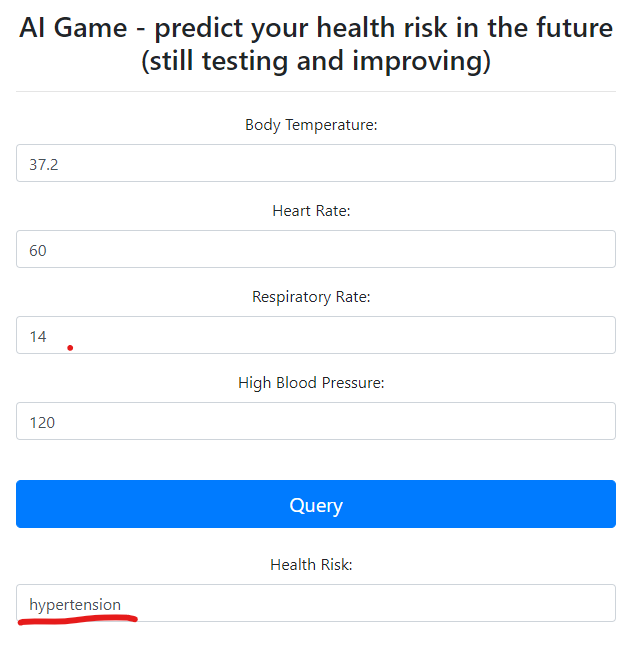 AI Game - predict your health risk in the future
(still testing and improving)
Body Temperature:
37.2
Heart Rate:
60
Respiratory Rate:
14
High Blood Pressure:
120
Query
Health Risk:
hypertension